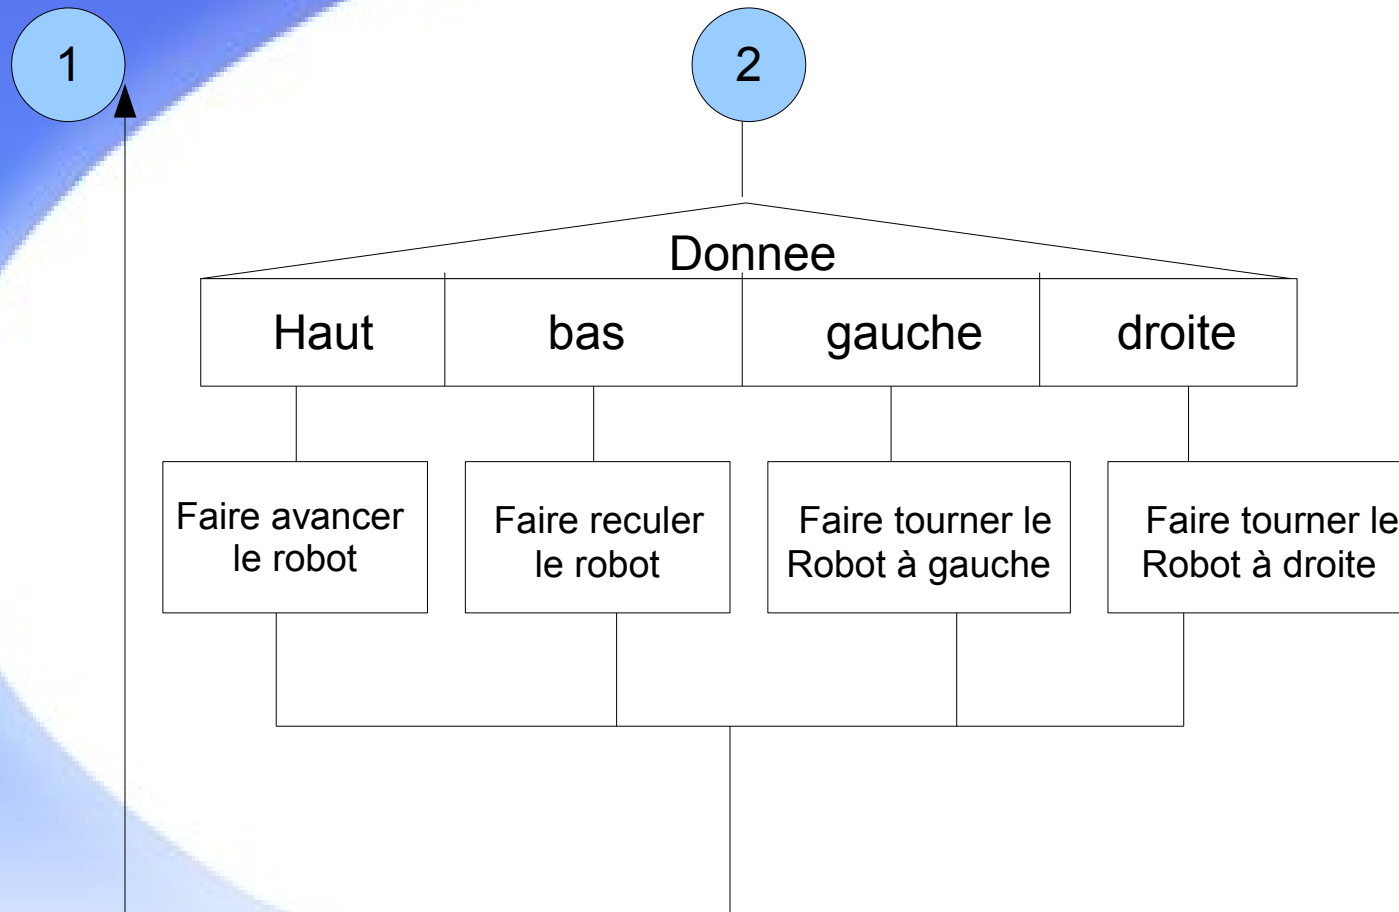 1
2
Donnee
Haut
bas
gauche
droite
Faire avancer
le robot
Faire reculer
le robot
Faire tourner le
Robot à gauche
Faire tourner le
Robot à droite